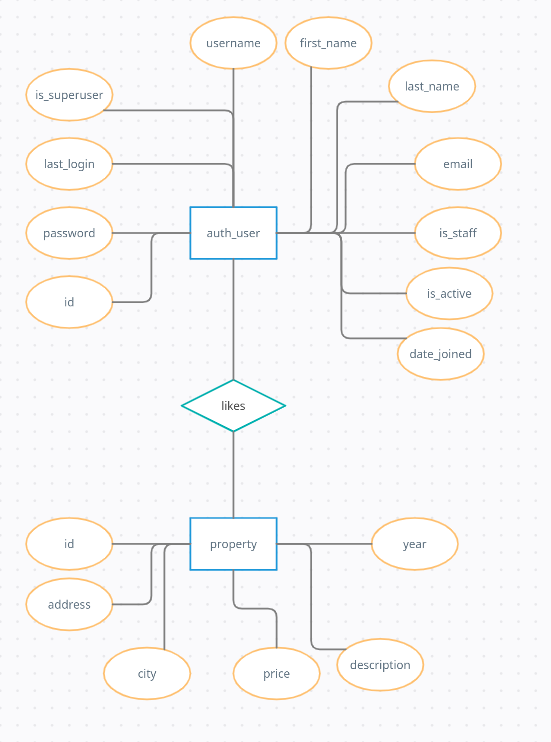 username
first_name
last_name
is_superuser
last_login
email
password
auth_user
is_staff
id
is_active
date_joined
likes
id
property
year
address
city
price
description